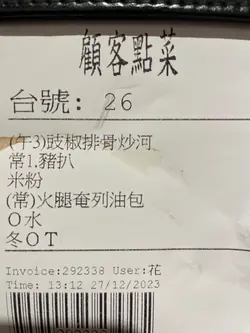 顧客點菜
台號: 26
(午3)豉椒排骨炒河
常1.豬扒
米粉
(常)火腿奄列油包
O水
冬OT
Invoice:292338 User:花
Time: 13:12 27/12/2023